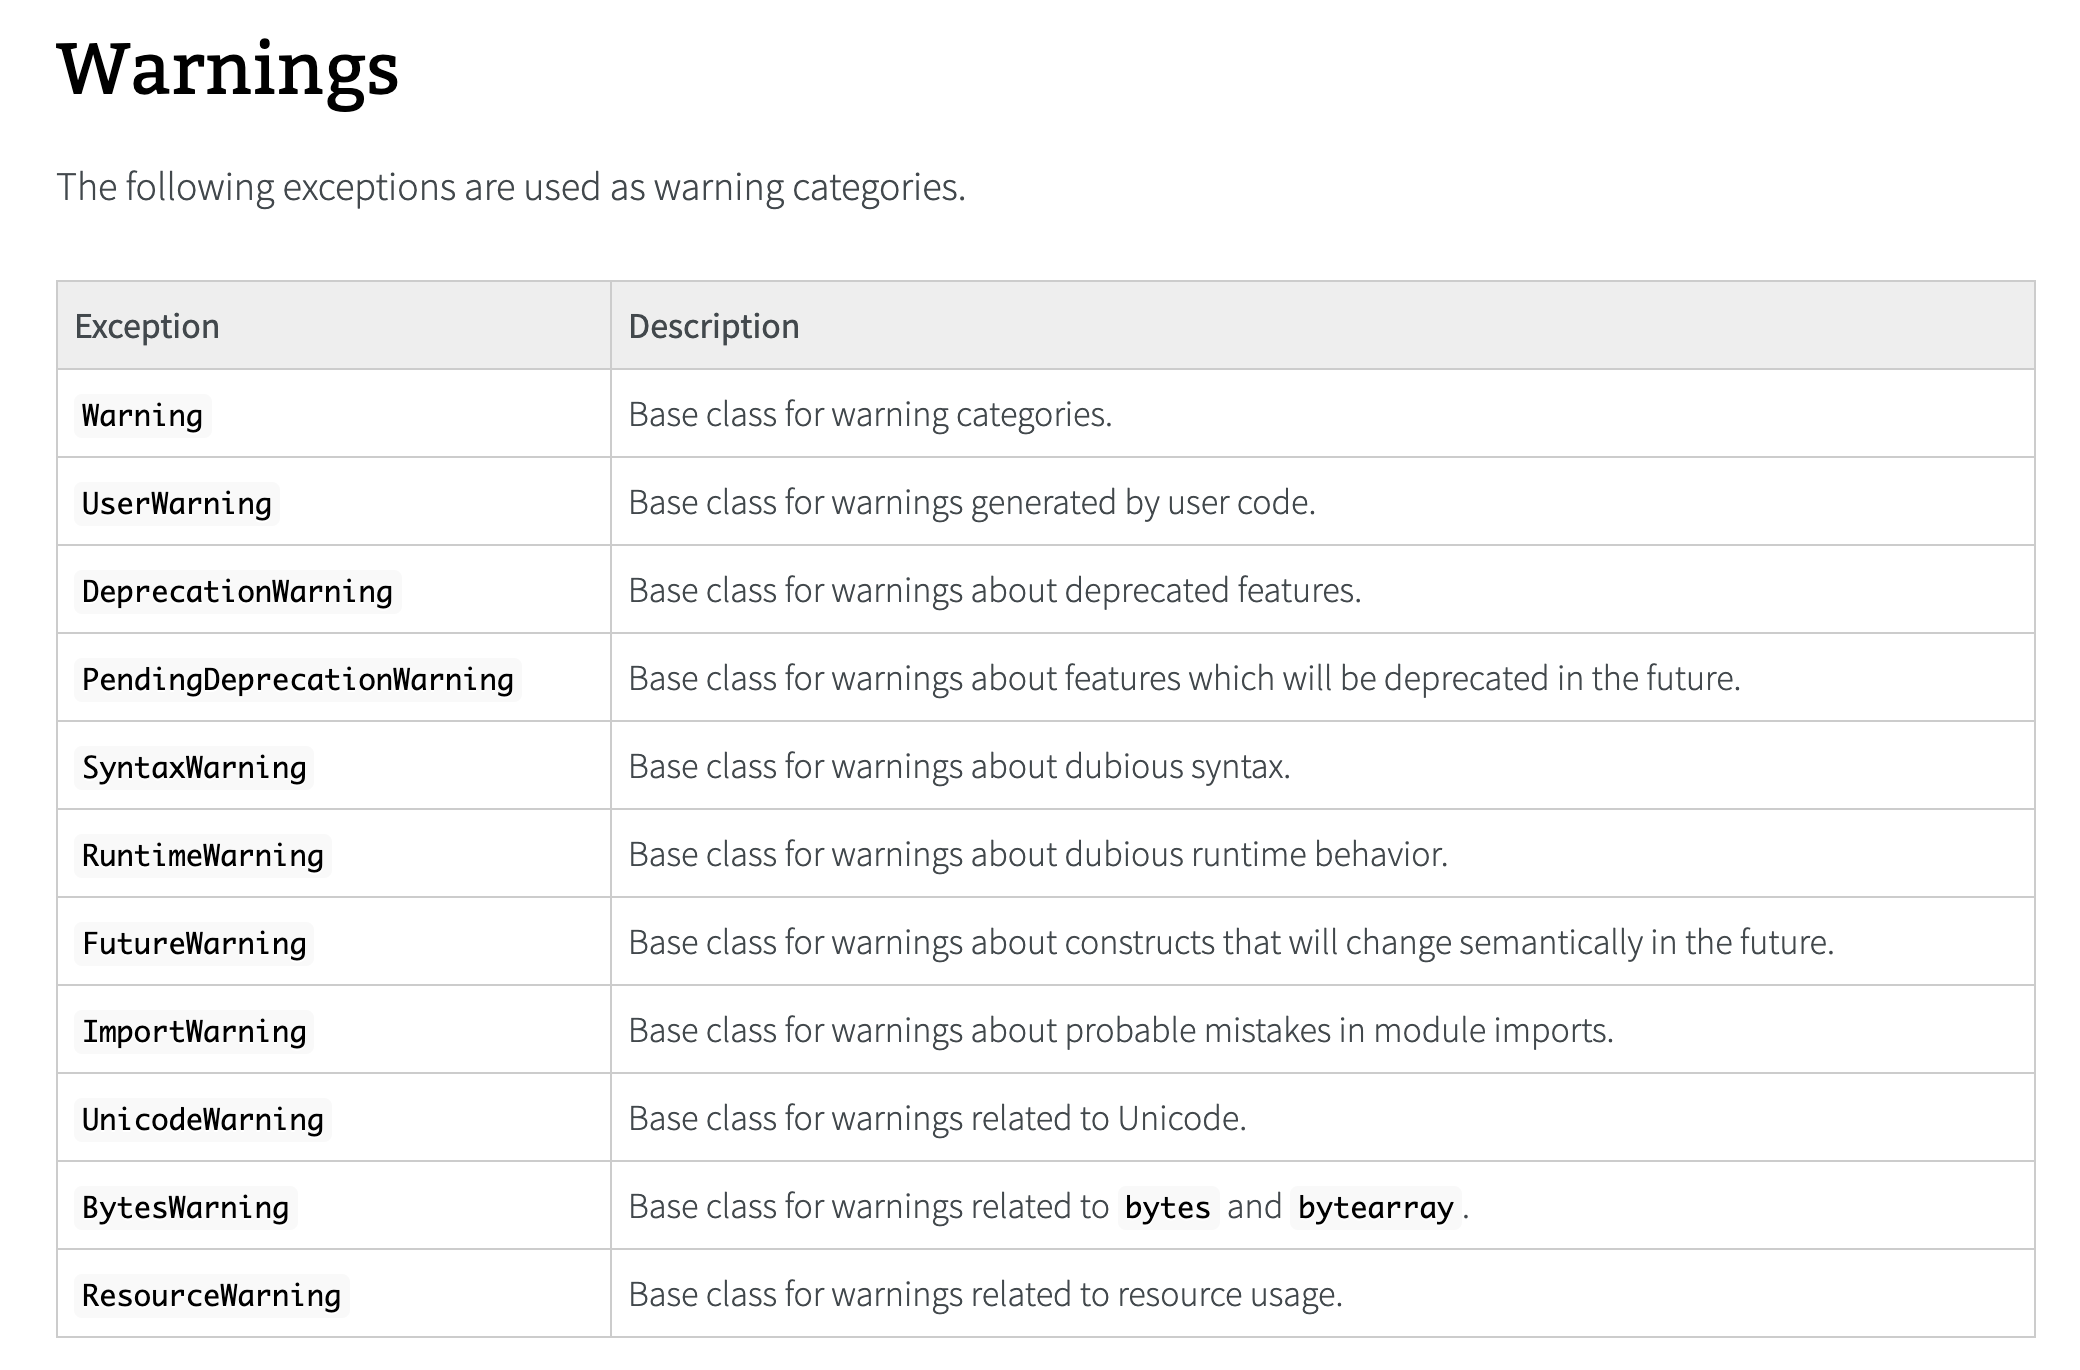 Warnings
The following exceptions are used as warning categories.
Exception Description
Warning Base class for warning categories.
UserWarning Base class for warnings generated by user code.
DeprecationWarning Base class for warnings about deprecated features.
PendingDeprecationWarning Base class for warnings about features which will be deprecated in the future.
SyntaxWarning Base class for warnings about dubious syntax.
RuntimeWarning Base class for warnings about dubious runtime behavior.
FutureWarning Base class for warnings about constructs that will change semantically in the future.
ImportWarning Base class for warnings about probable mistakes in module imports.
UnicodeWarning Base class for warnings related to Unicode.
BytesWarning Base class for warnings related to bytes and bytearray.
ResourceWarning Base class for warnings related to resource usage.